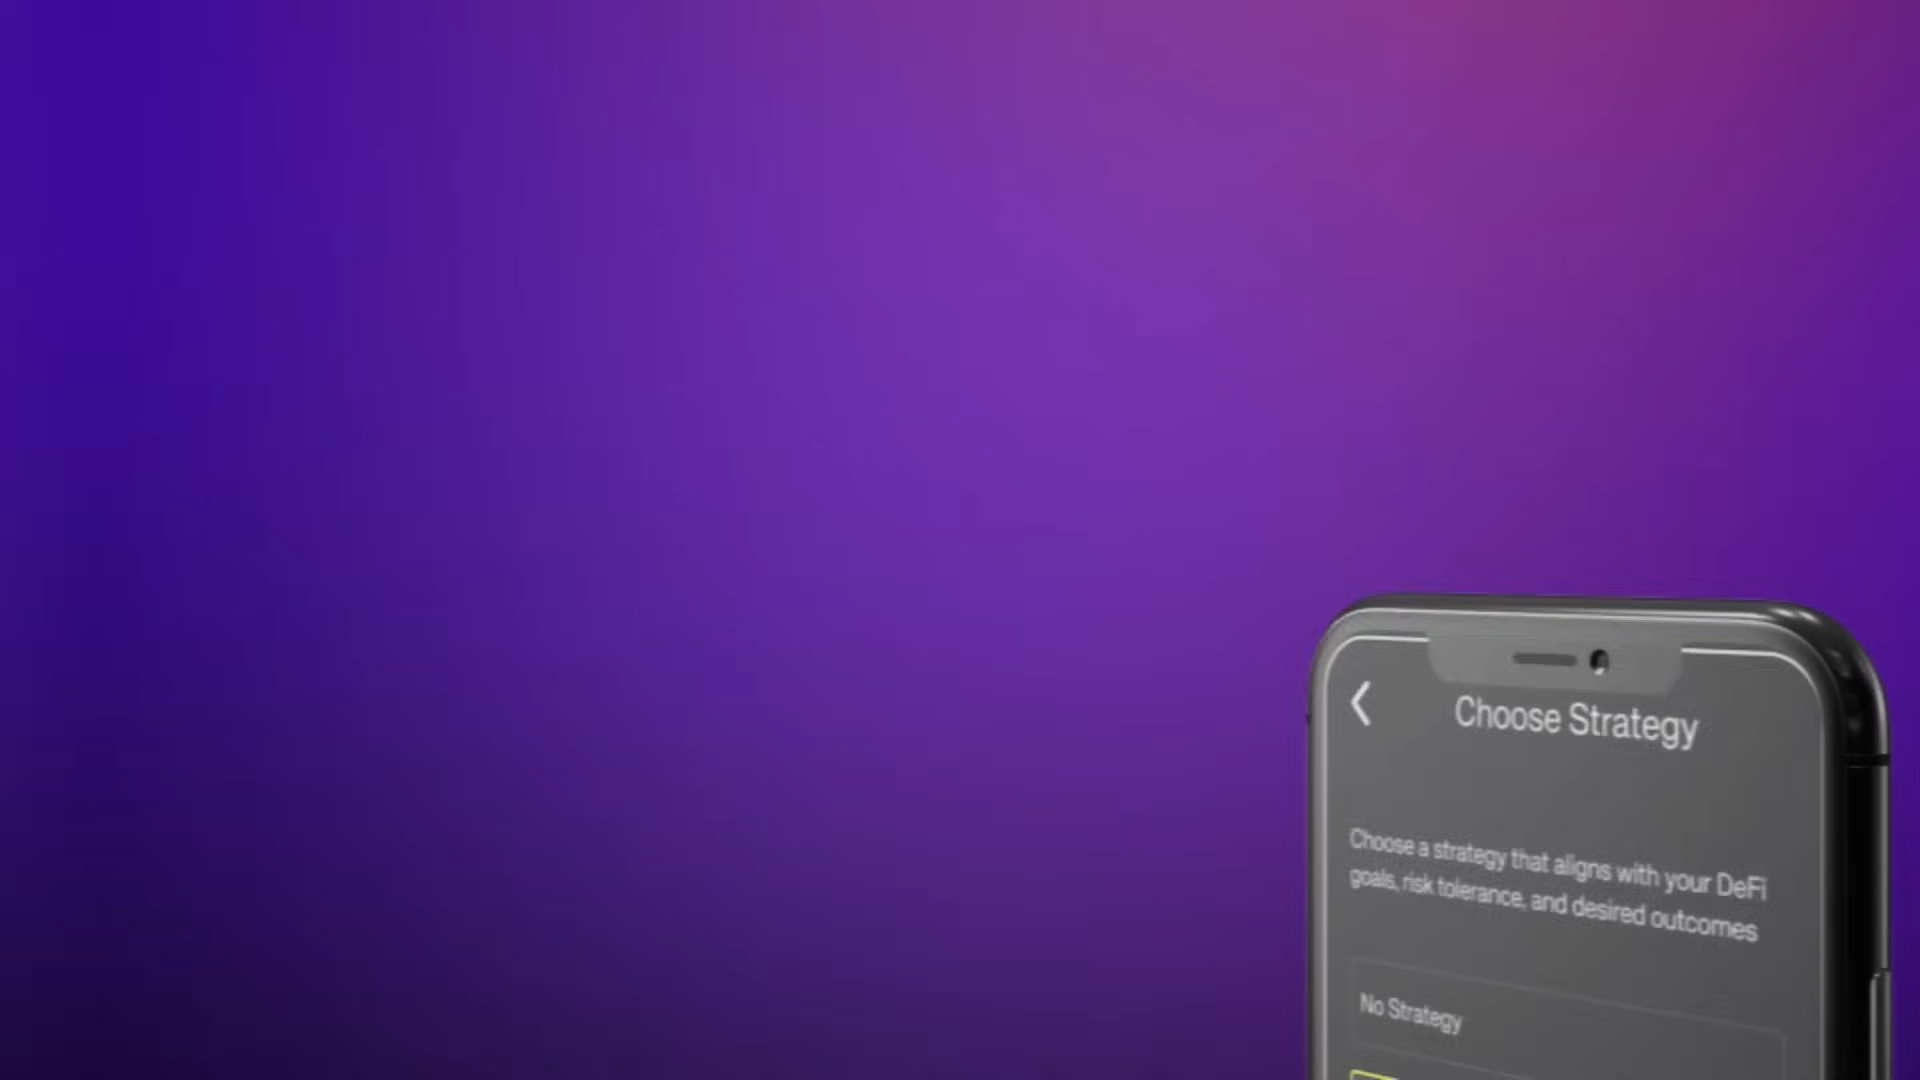 Choose Strategy
Choose a strategy that aligns with your DeFi
goals, risk tolerance, and desired outcomes
No Strategy